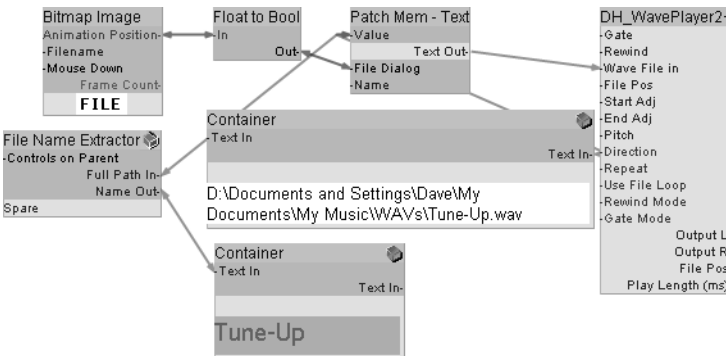 Bitmap Image
Animation Position-
-Filename
-Mouse Down
Frame Count-
FILE
Float to Bool
-In
Out-
Patch Mem - Text
-Value
Text Out-
-File Dialog
-Name
DH_WavePlayer2-
-Gate
-Rewind
-Wave File in
-File Pos
-Start Adj
-End Adj
-Pitch
-Direction
-Repeat
-Use File Loop
-Rewind Mode
-Gate Mode
Output L
Output R
File Pos
Play Length (ms)
File Name Extractor
-Controls on Parent
Full Path In-
Name Out-
Spare
Container
-Text In
Text In-
D:\Documents and Settings\Dave\My
Documents\My Music\WAVs\Tune-Up.wav
Container
-Text In
Text In-
Tune-Up